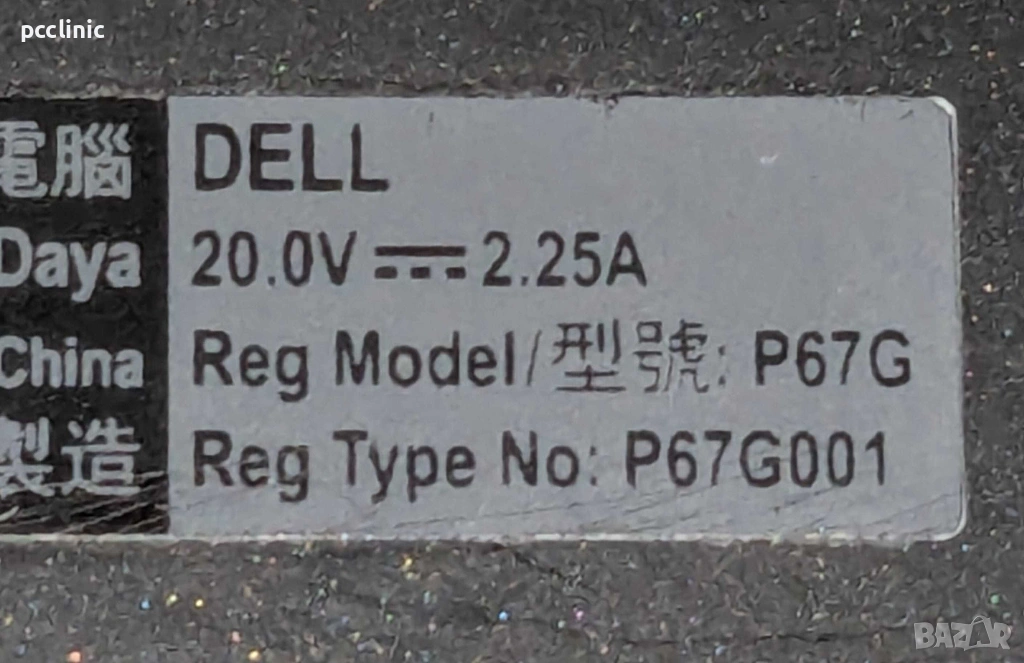 pcclinic
電腦
DELL
Daya
20.0V 2.25A
China
Reg Model/型號: P67G
製造
Reg Type No: P67G001
BAZAR